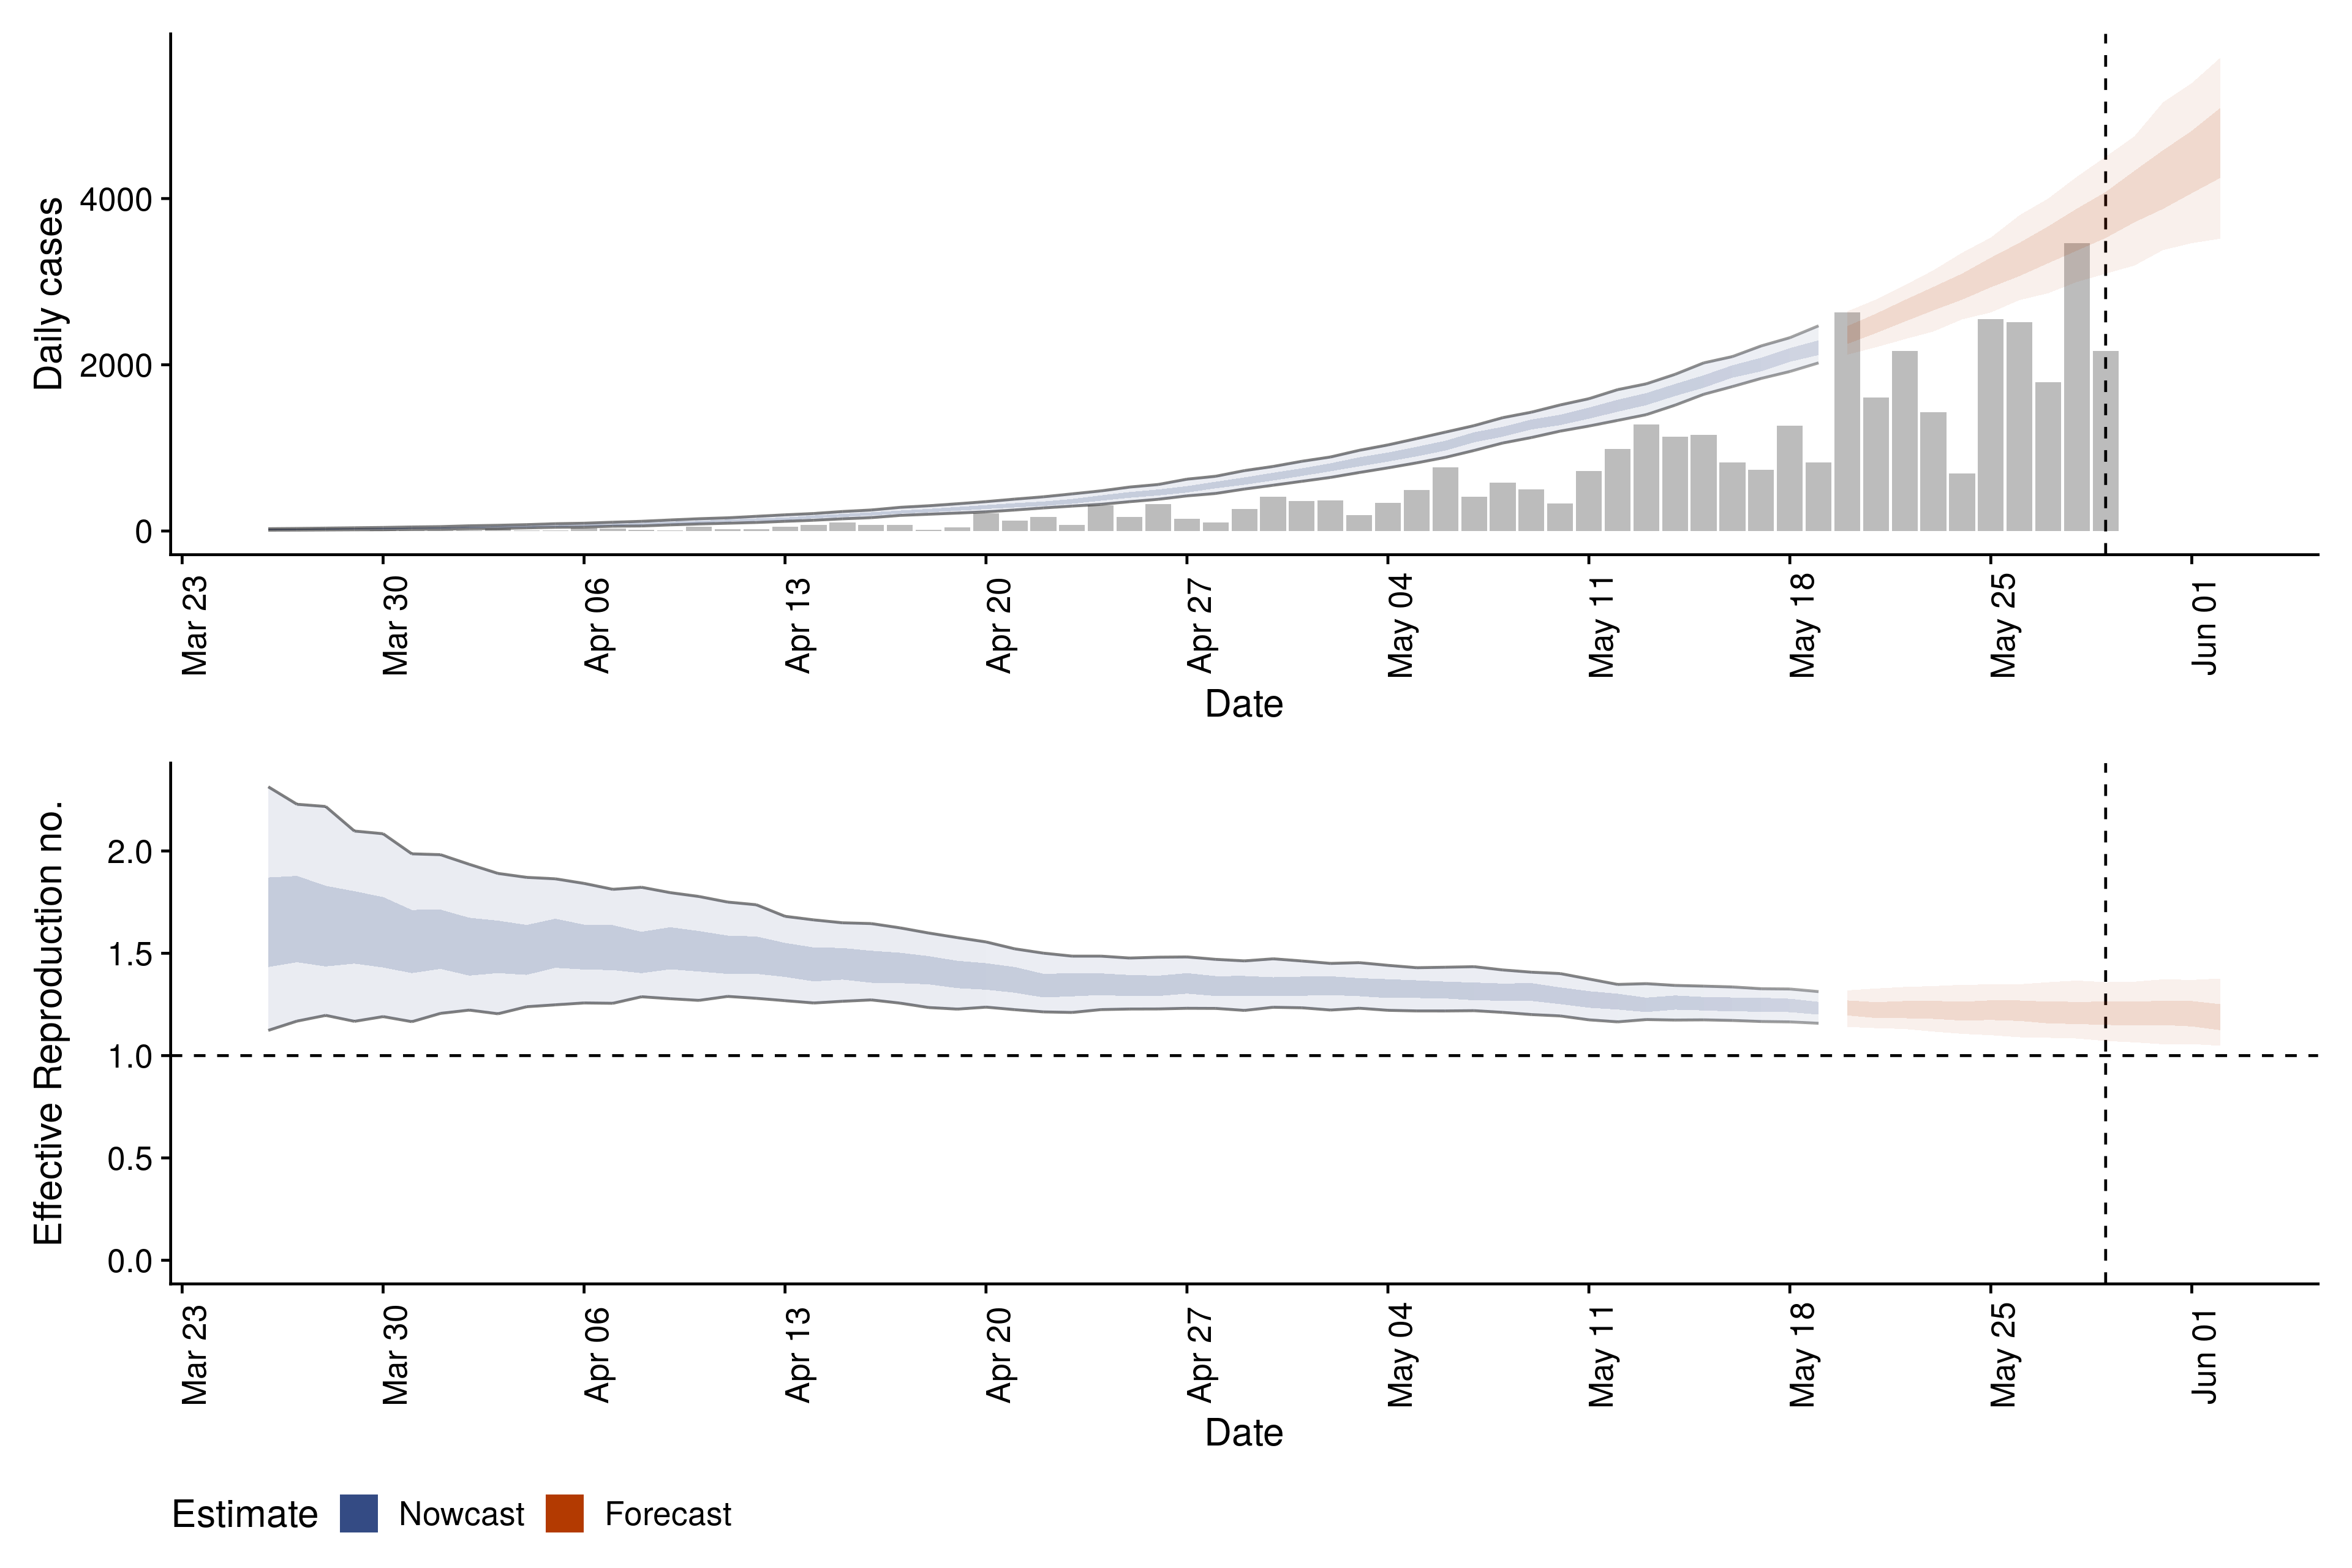 Daily cases
4000
2000
0
Mar 23
Mar 30
Apr 06
Apr 13
Apr 20
Apr 27
May 04
May 11
May 18
May 25
Jun 01
Date
Effective Reproduction no.
2.0
1.5
1.0
0.5
0.0
Mar 23
Mar 30
Apr 06
Apr 13
Apr 20
Apr 27
May 04
May 11
May 18
May 25
Jun 01
Date
Estimate Nowcast Forecast